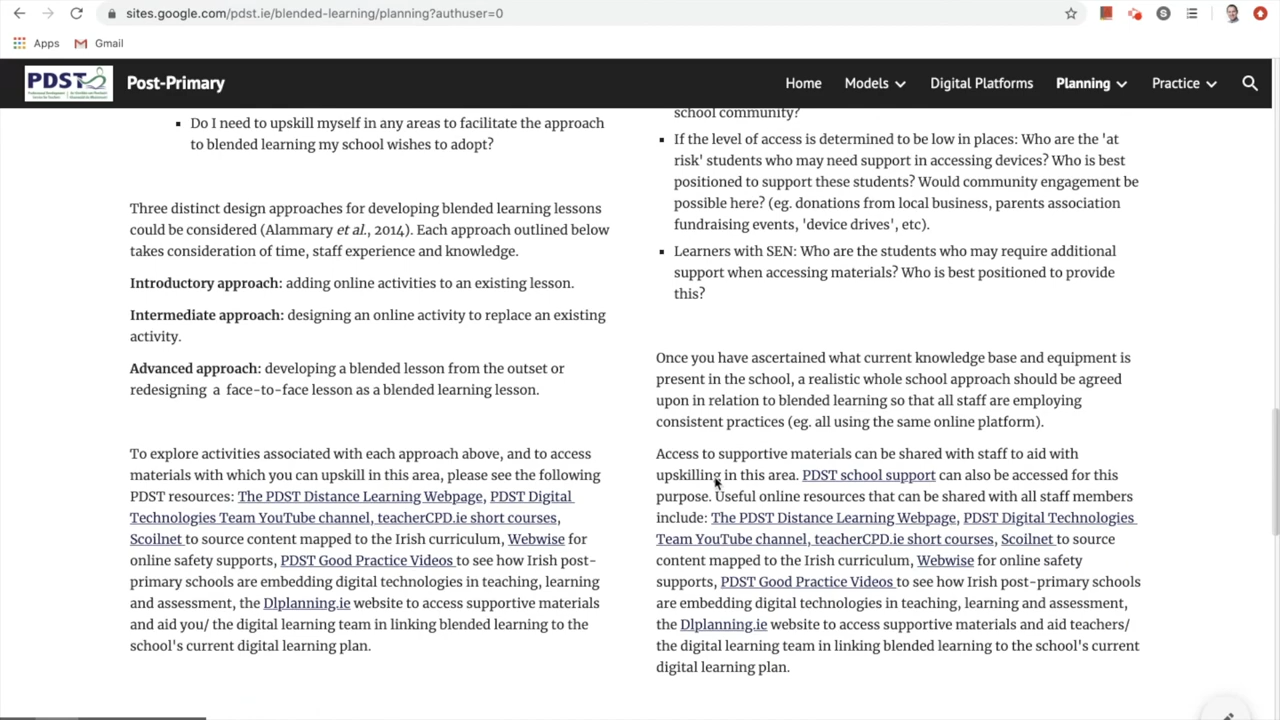 sites.google.com/pdst.ie/blended-learning/planning?authuser=0
Apps
Gmail
PDST
Post-Primary
Home
Models
Digital Platforms
Planning
Practice
▪ Do I need to upskill myself in any areas to facilitate the approach
to blended learning my school wishes to adopt?
Three distinct design approaches for developing blended learning lessons
could be considered (Alammary et al., 2014). Each approach outlined below
takes consideration of time, staff experience and knowledge.
Introductory approach: adding online activities to an existing lesson.
Intermediate approach: designing an online activity to replace an existing
activity.
Advanced approach: developing a blended lesson from the outset or
redesigning a face-to-face lesson as a blended learning lesson.
To explore activities associated with each approach above, and to access
materials with which you can upskill in this area, please see the following
PDST resources: The PDST Distance Learning Webpage, PDST Digital
Technologies Team YouTube channel, teacherCPD.ie short courses,
Scoilnet to source content mapped to the Irish curriculum, Webwise for
online safety supports, PDST Good Practice Videos to see how Irish post-
primary schools are embedding digital technologies in teaching, learning
and assessment, the Dlplanning.ie website to access supportive materials
and aid you/ the digital learning team in linking blended learning to the
school's current digital learning plan.
school community?
▪ If the level of access is determined to be low in places: Who are the 'at
risk' students who may need support in accessing devices? Who is best
positioned to support these students? Would community engagement be
possible here? (eg. donations from local business, parents association
fundraising events, 'device drives', etc).
▪ Learners with SEN: Who are the students who may require additional
support when accessing materials? Who is best positioned to provide
this?
Once you have ascertained what current knowledge base and equipment is
present in the school, a realistic whole school approach should be agreed
upon in relation to blended learning so that all staff are employing
consistent practices (eg. all using the same online platform).
Access to supportive materials can be shared with staff to aid with
upskilling in this area. PDST school support can also be accessed for this
purpose. Useful online resources that can be shared with all staff members
include: The PDST Distance Learning Webpage, PDST Digital Technologies
Team YouTube channel, teacherCPD.ie short courses, Scoilnet to source
content mapped to the Irish curriculum, Webwise for online safety
supports, PDST Good Practice Videos to see how Irish post-primary schools
are embedding digital technologies in teaching, learning and assessment,
the Dlplanning.ie website to access supportive materials and aid teachers/
the digital learning team in linking blended learning to the school's current
digital learning plan.